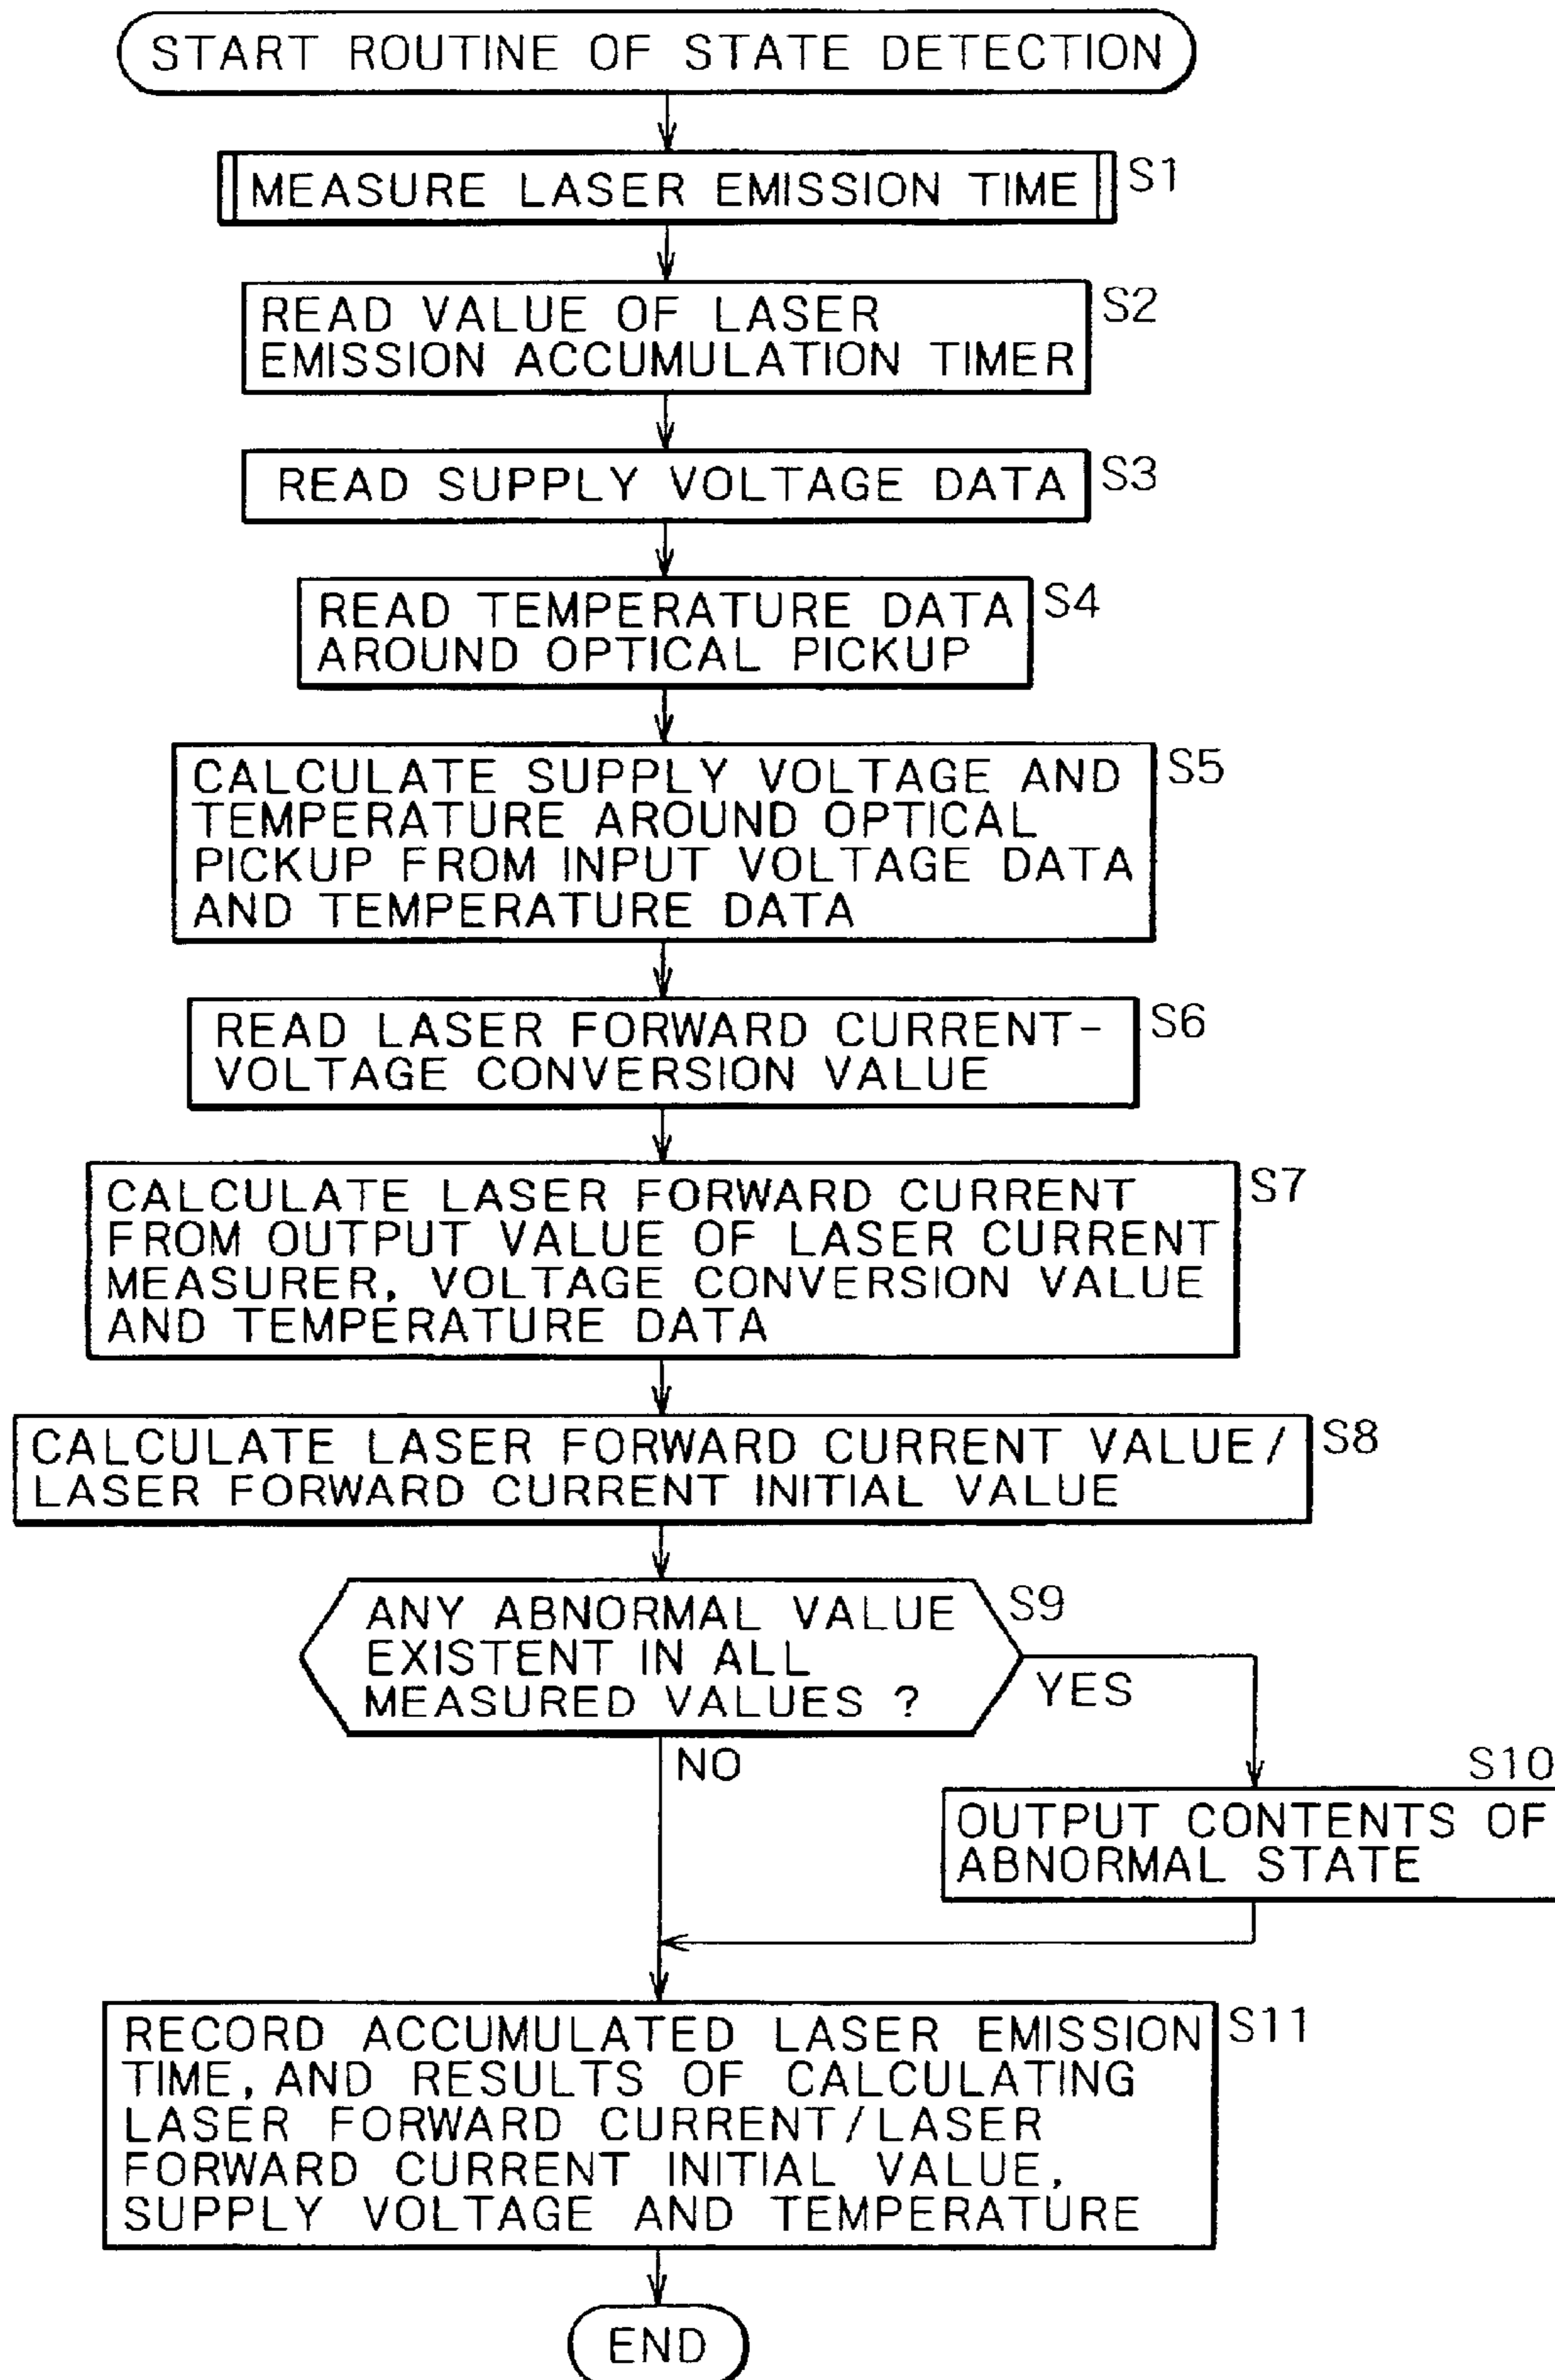 START ROUTINE OF STATE DETECTION
MEASURE LASER EMISSION TIME
S1
READ VALUE OF LASER
EMISSION ACCUMULATION TIMER
S2
READ SUPPLY VOLTAGE DATA
S3
READ TEMPERATURE DATA
AROUND OPTICAL PICKUP
S4
CALCULATE SUPPLY VOLTAGE AND
TEMPERATURE AROUND OPTICAL
PICKUP FROM INPUT VOLTAGE DATA
AND TEMPERATURE DATA
S5
READ LASER FORWARD CURRENT-
VOLTAGE CONVERSION VALUE
S6
CALCULATE LASER FORWARD CURRENT
FROM OUTPUT VALUE OF LASER CURRENT
MEASURER, VOLTAGE CONVERSION VALUE
AND TEMPERATURE DATA
S7
CALCULATE LASER FORWARD CURRENT VALUE/
LASER FORWARD CURRENT INITIAL VALUE
S8
ANY ABNORMAL VALUE
EXISTENT IN ALL
MEASURED VALUES ?
S9
YES
NO
S10
OUTPUT CONTENTS OF
ABNORMAL STATE
RECORD ACCUMULATED LASER EMISSION
TIME, AND RESULTS OF CALCULATING
LASER FORWARD CURRENT/LASER
FORWARD CURRENT INITIAL VALUE,
SUPPLY VOLTAGE AND TEMPERATURE
S11
END